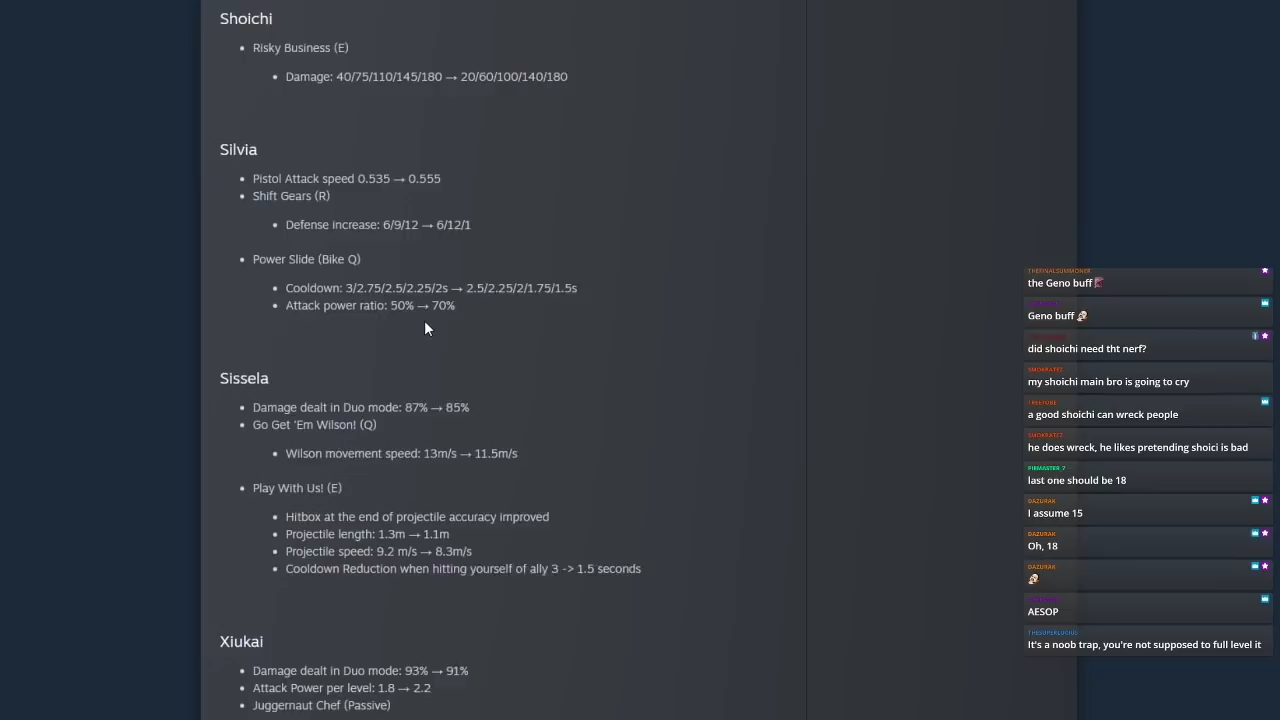 Shoichi
Risky Business (E)
Damage: 40/75/110/145/180 → 20/60/100/140/180
Silvia
Pistol Attack speed 0.535 → 0.555
Shift Gears (R)
Defense increase: 6/9/12 → 6/12/1
Power Slide (Bike Q)
Cooldown: 3/2.75/2.5/2.25/2s → 2.5/2.25/2/1.75/1.5s
Attack power ratio: 50% → 70%
Sissela
Damage dealt in Duo mode: 87% → 85%
Go Get 'Em Wilson! (Q)
Wilson movement speed: 13m/s → 11.5m/s
Play With Us! (E)
Hitbox at the end of projectile accuracy improved
Projectile length: 1.3m → 1.1m
Projectile speed: 9.2 m/s → 8.3m/s
Cooldown Reduction when hitting yourself of ally 3 -> 1.5 seconds
Xiukai
Damage dealt in Duo mode: 93% → 91%
Attack Power per level: 1.8 → 2.2
Juggernaut Chef (Passive)
THEFINALSUMMONER
the Geno buff
Geno buff
did shoichi need tht nerf?
my shoichi main bro is going to cry
a good shoichi can wreck people
he does wreck, he likes pretending shoici is bad
last one should be 18
DAZURAK
I assume 15
DAZURAK
Oh, 18
DAZURAK
AESOP
THESUPERLUGIUS
It's a noob trap, you're not supposed to full level it